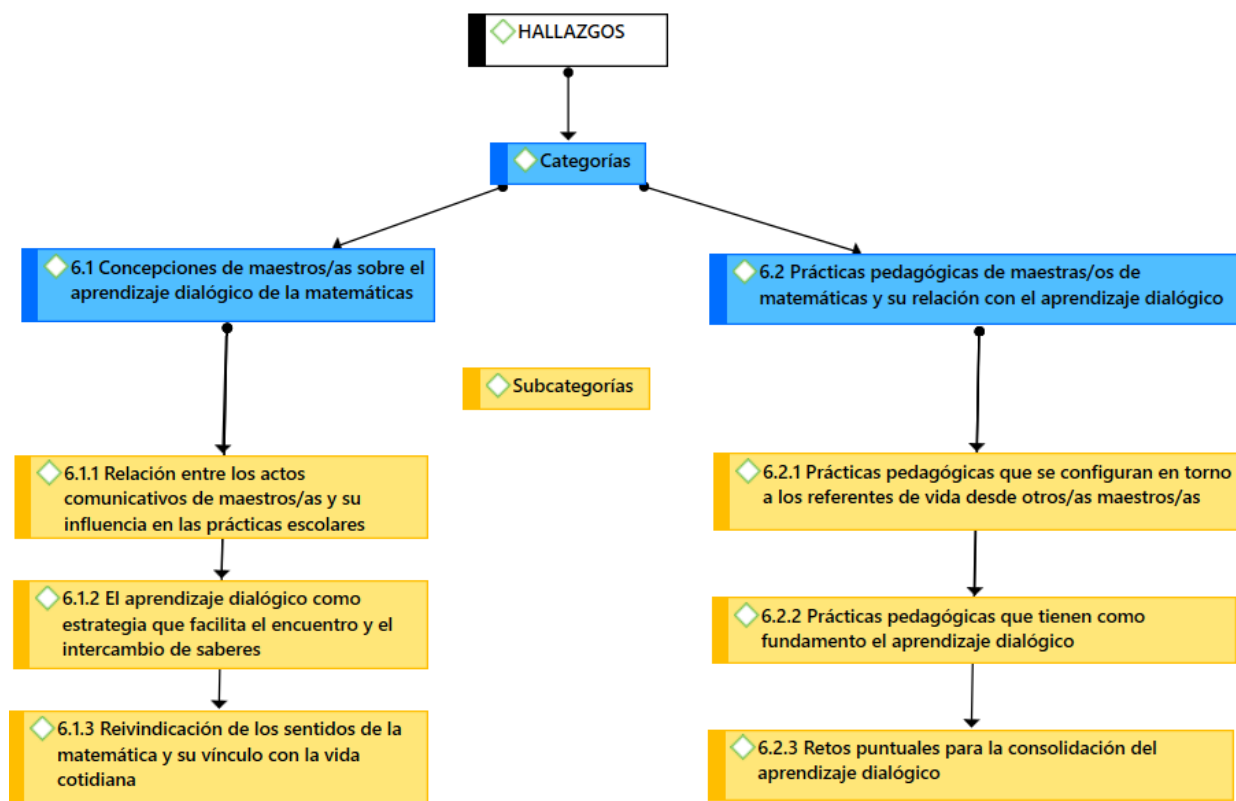 HALLAZGOS
Categorías
6.1 Concepciones de maestros/as sobre el
aprendizaje dialógico de la matemáticas
6.2 Prácticas pedagógicas de maestras/os de
matemáticas y su relación con el aprendizaje dialógico
Subcategorías
6.1.1 Relación entre los actos
comunicativos de maestros/as y su
influencia en las prácticas escolares
6.1.2 El aprendizaje dialógico como
estrategia que facilita el encuentro y el
intercambio de saberes
6.1.3 Reivindicación de los sentidos de la
matemática y su vínculo con la vida
cotidiana
6.2.1 Prácticas pedagógicas que se configuran en torno
a los referentes de vida desde otros/as maestros/as
6.2.2 Prácticas pedagógicas que tienen como
fundamento el aprendizaje dialógico
6.2.3 Retos puntuales para la consolidación del
aprendizaje dialógico